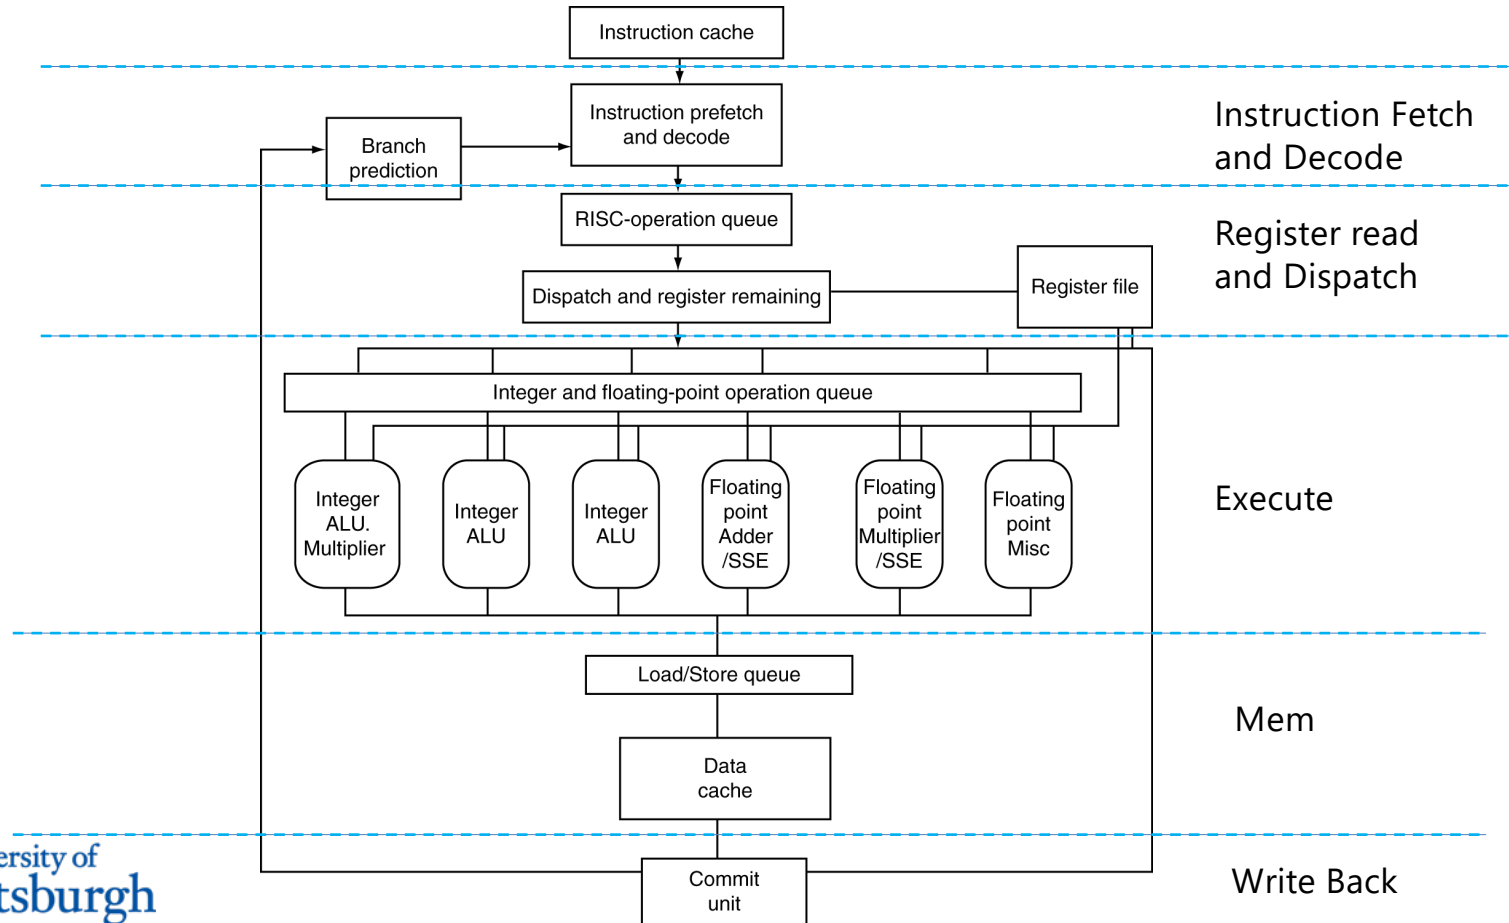 Instruction cache
Instruction prefetch
and decode
Branch
prediction
Instruction Fetch
and Decode
RISC-operation queue
Dispatch and register remaining
Register file
Register read
and Dispatch
Integer and floating-point operation queue
Integer
ALU.
Multiplier
Integer
ALU
Integer
ALU
Floating
point
Adder
/SSE
Floating
point
Multiplier
/SSE
Floating
point
Misc
Execute
Load/Store queue
Data
cache
Mem
Commit
unit
Write Back
ersity of
tsburgh